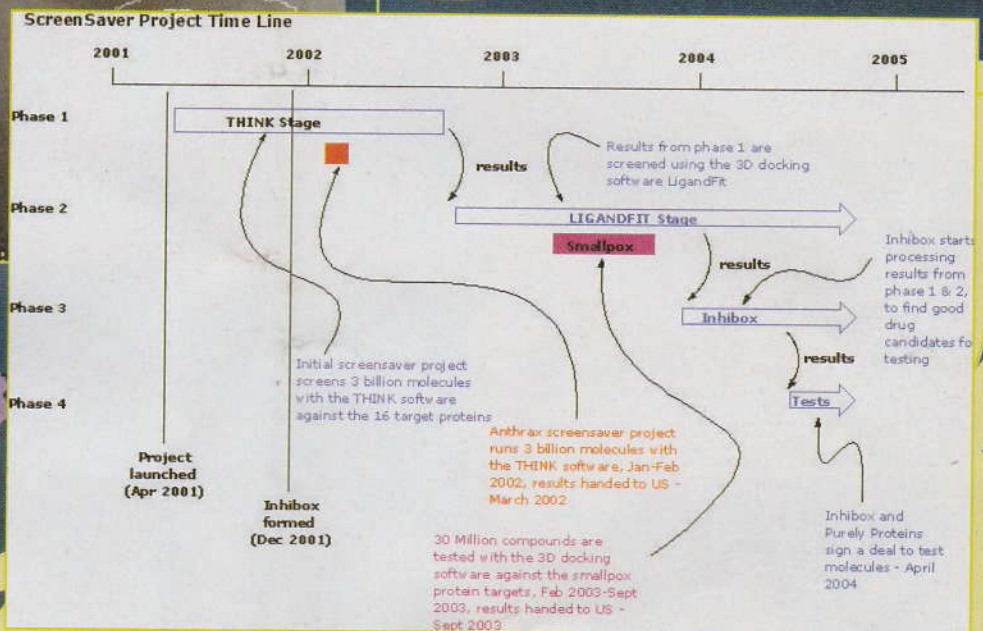 ScreenSaver Project Time Line
2001 2002 2003 2004 2005
Phase 1
THINK Stage
results
Results from phase 1 are
screened using the 3D docking
software LigandFit
Phase 2
LIGANDFIT Stage
Smallpox
results
Inhibox starts
processing
results from
phase 1 & 2,
to find good
drug
candidates fo
testing
Phase 3
Inhibox
results
Initial screensaver project
screens 3 billion molecules
with the THINK software
against the 16 target proteins
Phase 4
Tests
Project
launched
(Apr 2001)
Inhibox
formed
(Dec 2001)
Anthrax screensaver project
runs 3 billion molecules with
the THINK software, Jan-Feb
2002, results handed to US -
March 2002
30 Million compounds are
tested with the 3D docking
software against the smallpox
protein targets, Feb 2003-Sept
2003, results handed to US -
Sept 2003
Inhibox and
Purely Proteins
sign a deal to test
molecules - April
2004